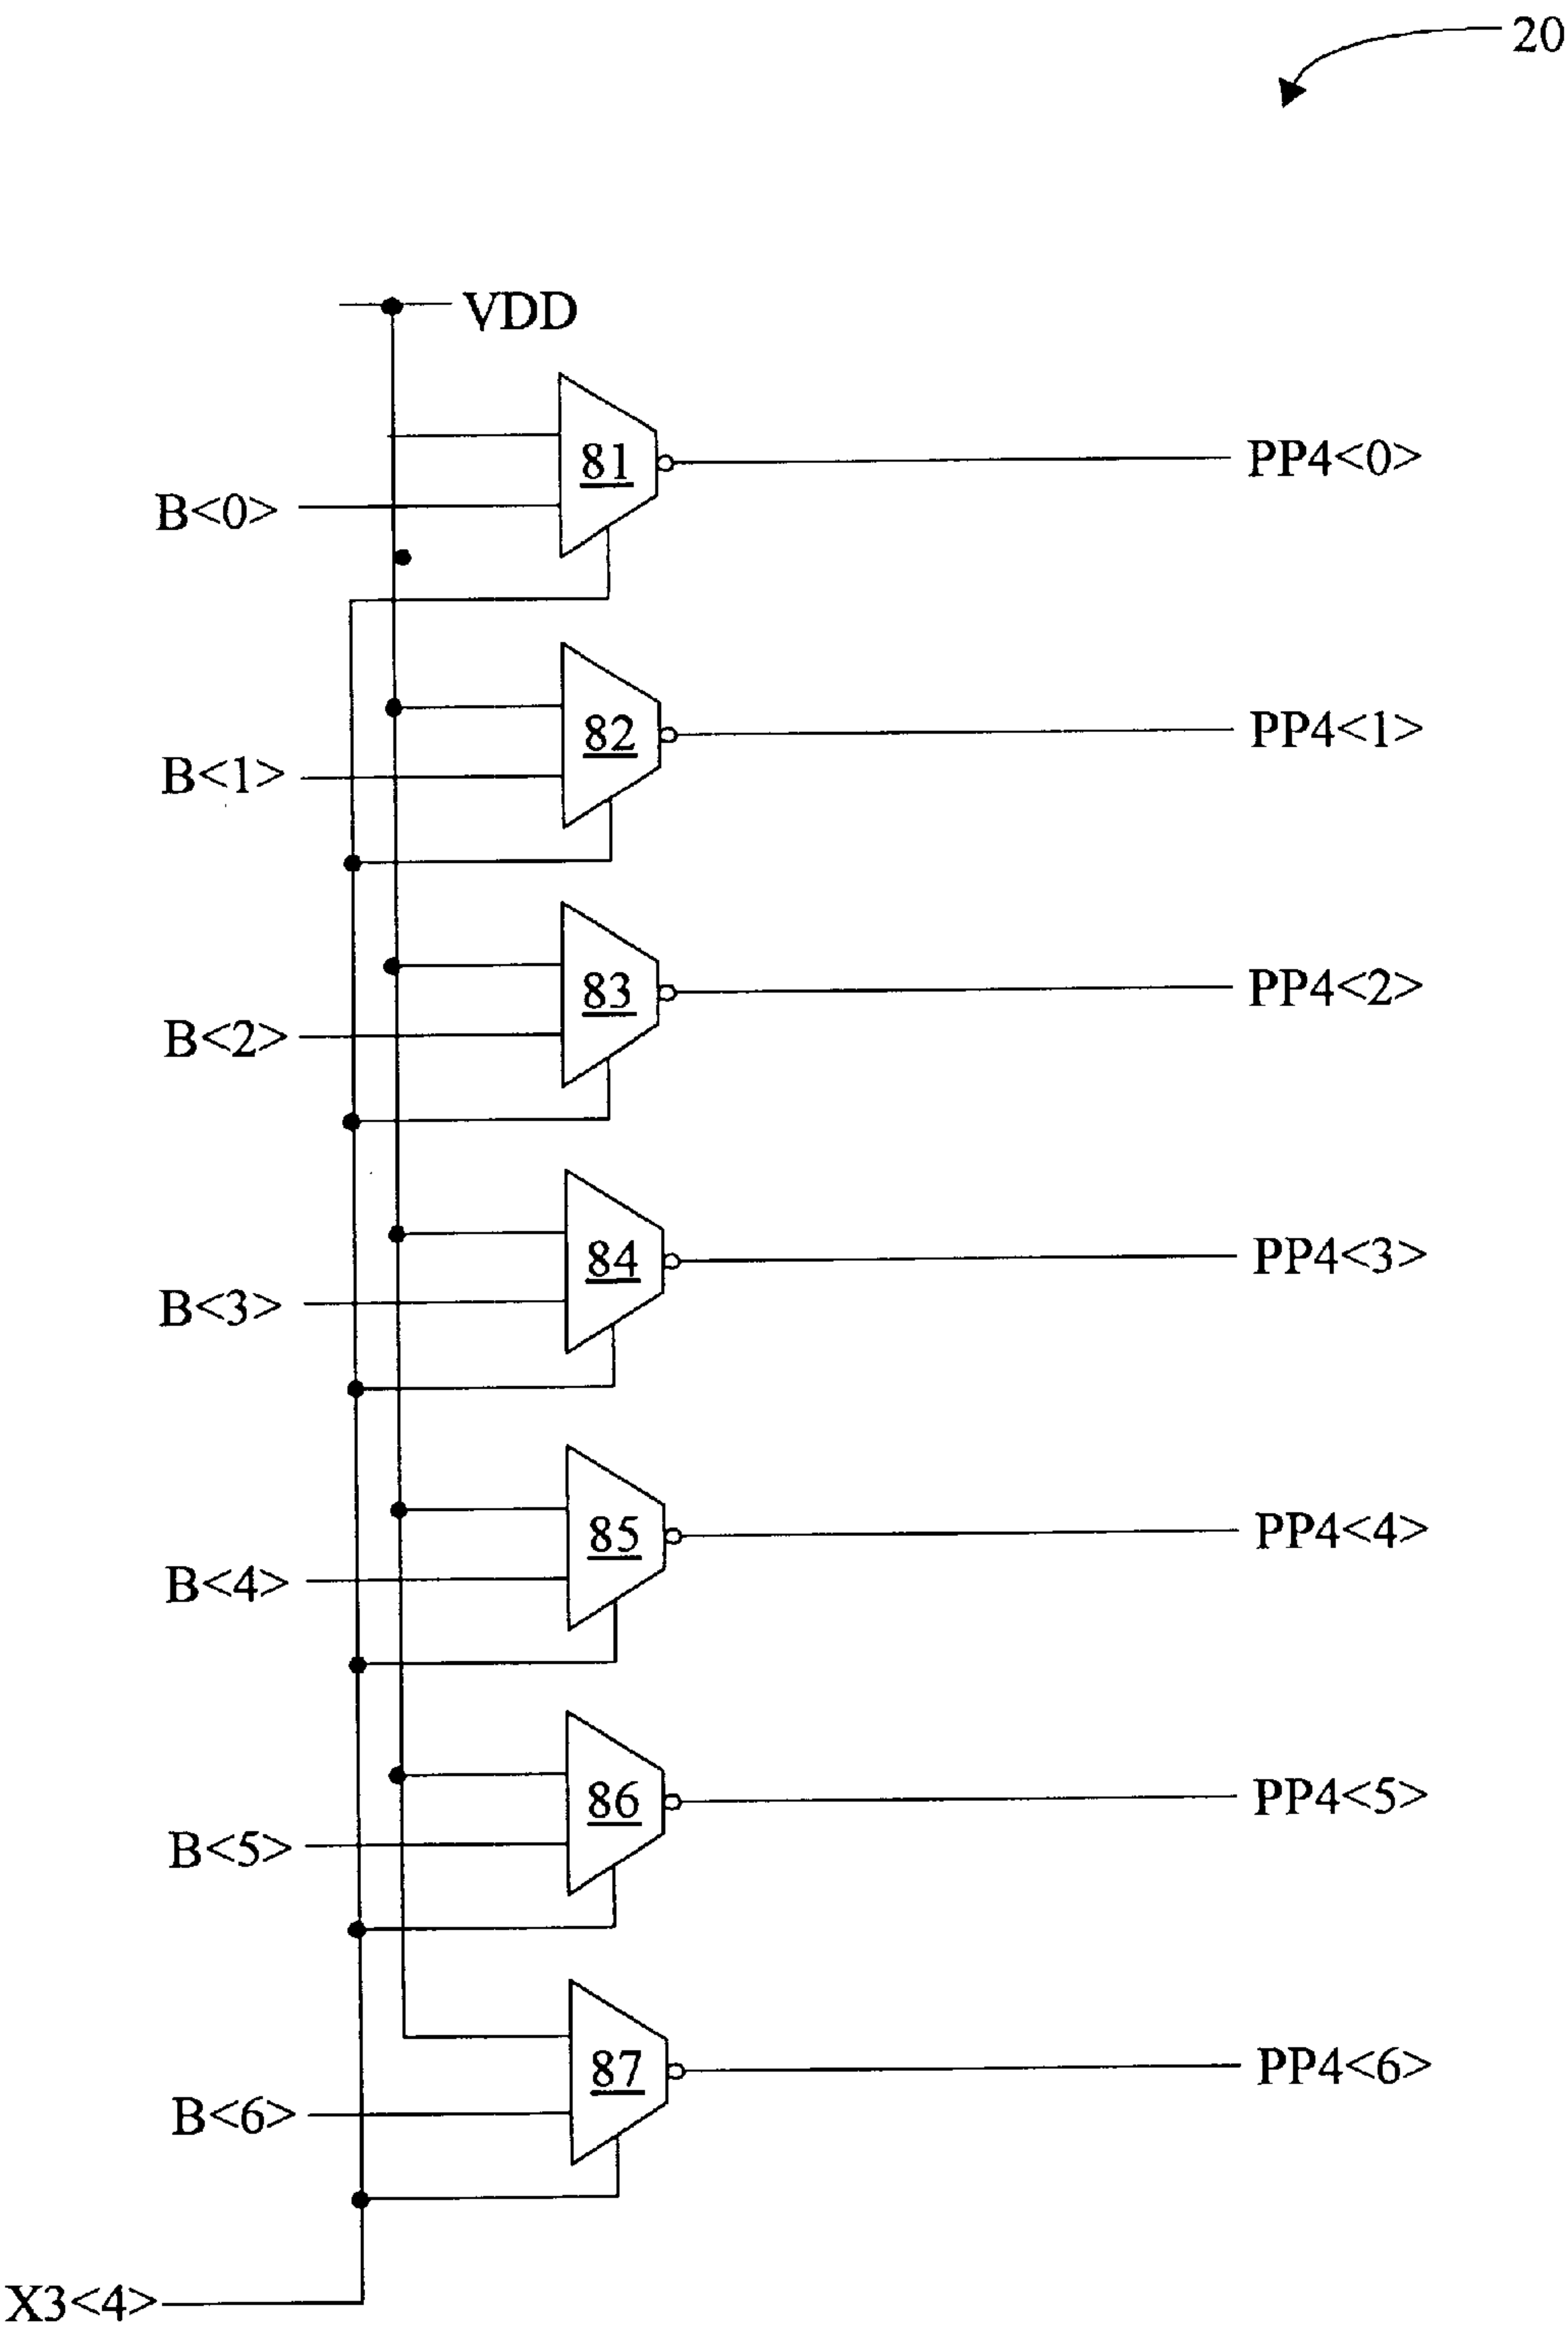 20
VDD
81
PP4<0>
B<0>
82
PP4<1>
B<1>
83
PP4<2>
B<2>
84
PP4<3>
B<3>
85
PP4<4>
B<4>
86
PP4<5>
B<5>
87
PP4<6>
B<6>
X3<4>